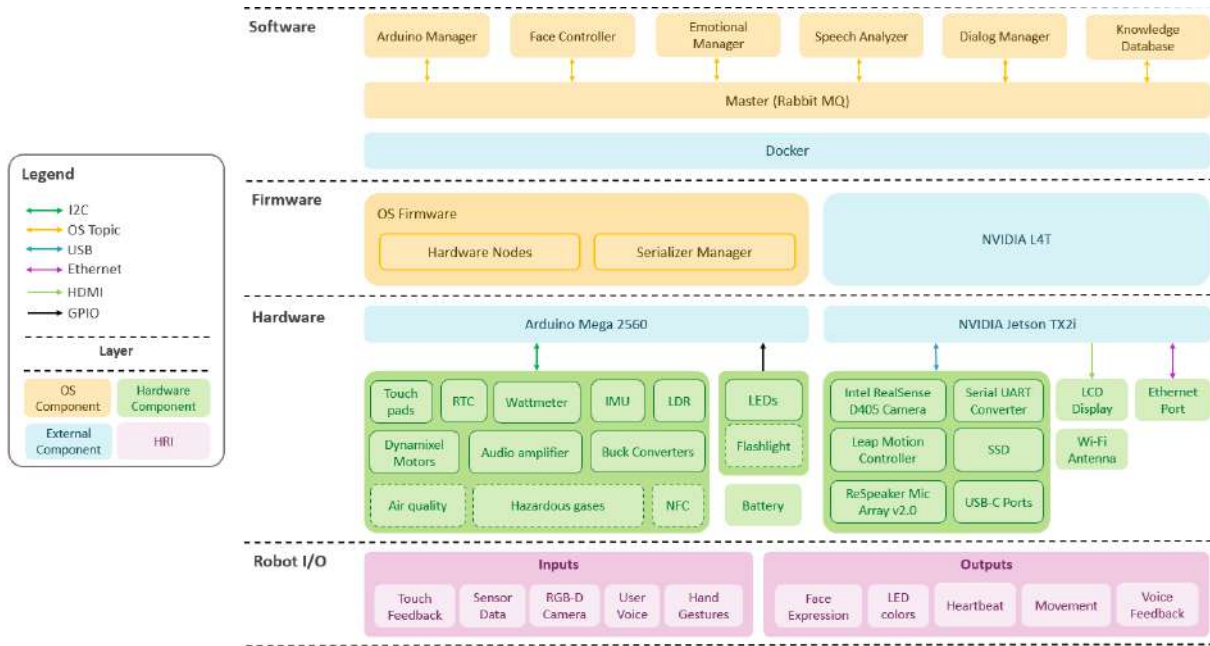 Software
Arduino Manager
Face Controller
Emotional
Manager
Speech Analyzer
Dialog Manager
Knowledge
Database
Master (Rabbit MQ)
Docker
Legend
I2C
OS Topic
USB
Ethernet
HDMI
GPIO
Layer
OS
Component
Hardware
Component
External
Component
HRI
Firmware
OS Firmware
Hardware Nodes
Serializer Manager
NVIDIA L4T
Hardware
Arduino Mega 2560
NVIDIA Jetson TX2i
Touch
pads
RTC
Wattmeter
IMU
LDR
Dynamixel
Motors
Audio amplifier
Buck Converters
Air quality
Hazardous gases
NFC
LEDs
Flashlight
Battery
Intel RealSense
D405 Camera
Serial UART
Converter
Leap Motion
Controller
SSD
ReSpeaker Mic
Array v2.0
USB-C Ports
LCD
Display
Ethernet
Port
Wi-Fi
Antenna
Robot I/O
Inputs
Touch
Feedback
Sensor
Data
RGB-D
Camera
User
Voice
Hand
Gestures
Outputs
Face
Expression
LED
colors
Heartbeat
Movement
Voice
Feedback